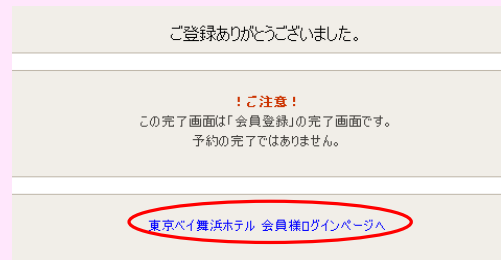 ご登録ありがとうございました。
！ご注意！
この完了画面は「会員登録」の完了画面です。
予約の完了ではありません。
東京ベイ舞浜ホテル 会員様ログインページへ